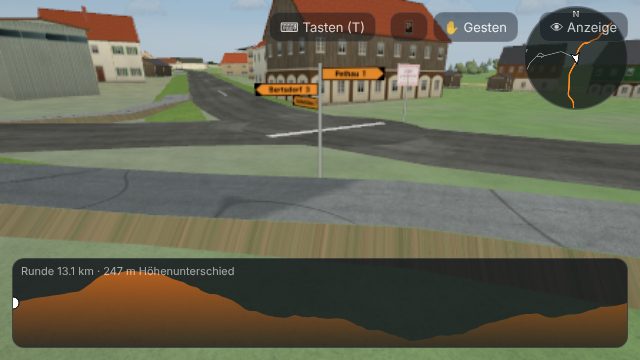 Tasten (T)
Gesten
Anzeige
N
Pethau 1
Bertsdorf 3
Runde 13.1 km · 247 m Höhenunterschied